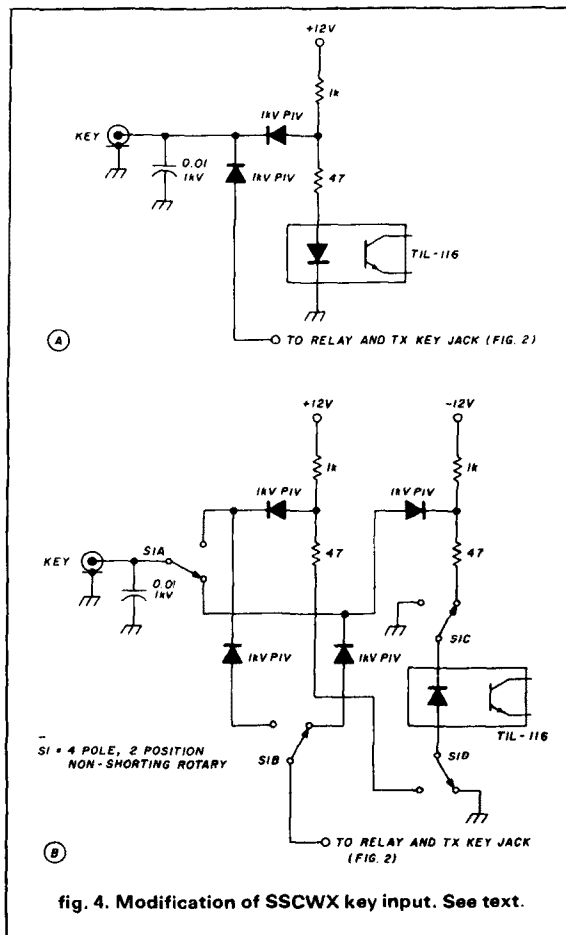 +12V
1k
1kV PIV
KEY
0.01
1kV
1kV PIV
47
TIL-116
A
TO RELAY AND TX KEY JACK (FIG. 2)
+12V
-12V
1k
1k
1kV PIV
1kV PIV
KEY
S1A
47
47
0.01
1kV
S1C
1kV PIV
1kV PIV
TIL-116
S1 = 4 POLE, 2 POSITION
NON-SHORTING ROTARY
S1B
S1D
B
TO RELAY AND TX KEY JACK
(FIG. 2)
fig. 4. Modification of SSCWX key input. See text.